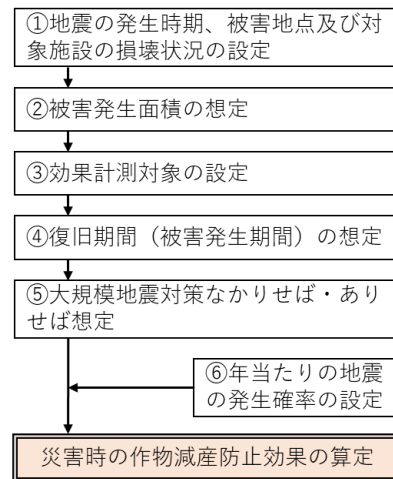 ①地震の発生時期、被害地点及び対
象施設の損壊状況の設定
②被害発生面積の想定
③効果計測対象の設定
④復旧期間（被害発生期間）の想定
⑤大規模地震対策なかりせば・あり
せば想定
⑥年当たりの地震
の発生確率の設定
災害時の作物減産防止効果の算定